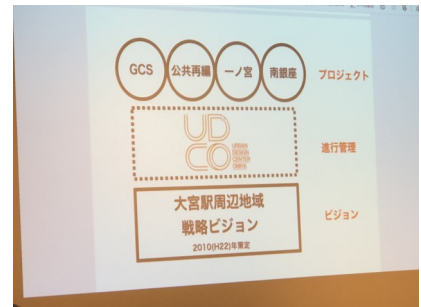 GCS
公共再編
一ノ宮
南銀座
プロジェクト
UD
CO
URBAN
DESIGN
CENTER
OMIYA
進行管理
大宮駅周辺地域
戦略ビジョン
2010(H22)年策定
ビジョン